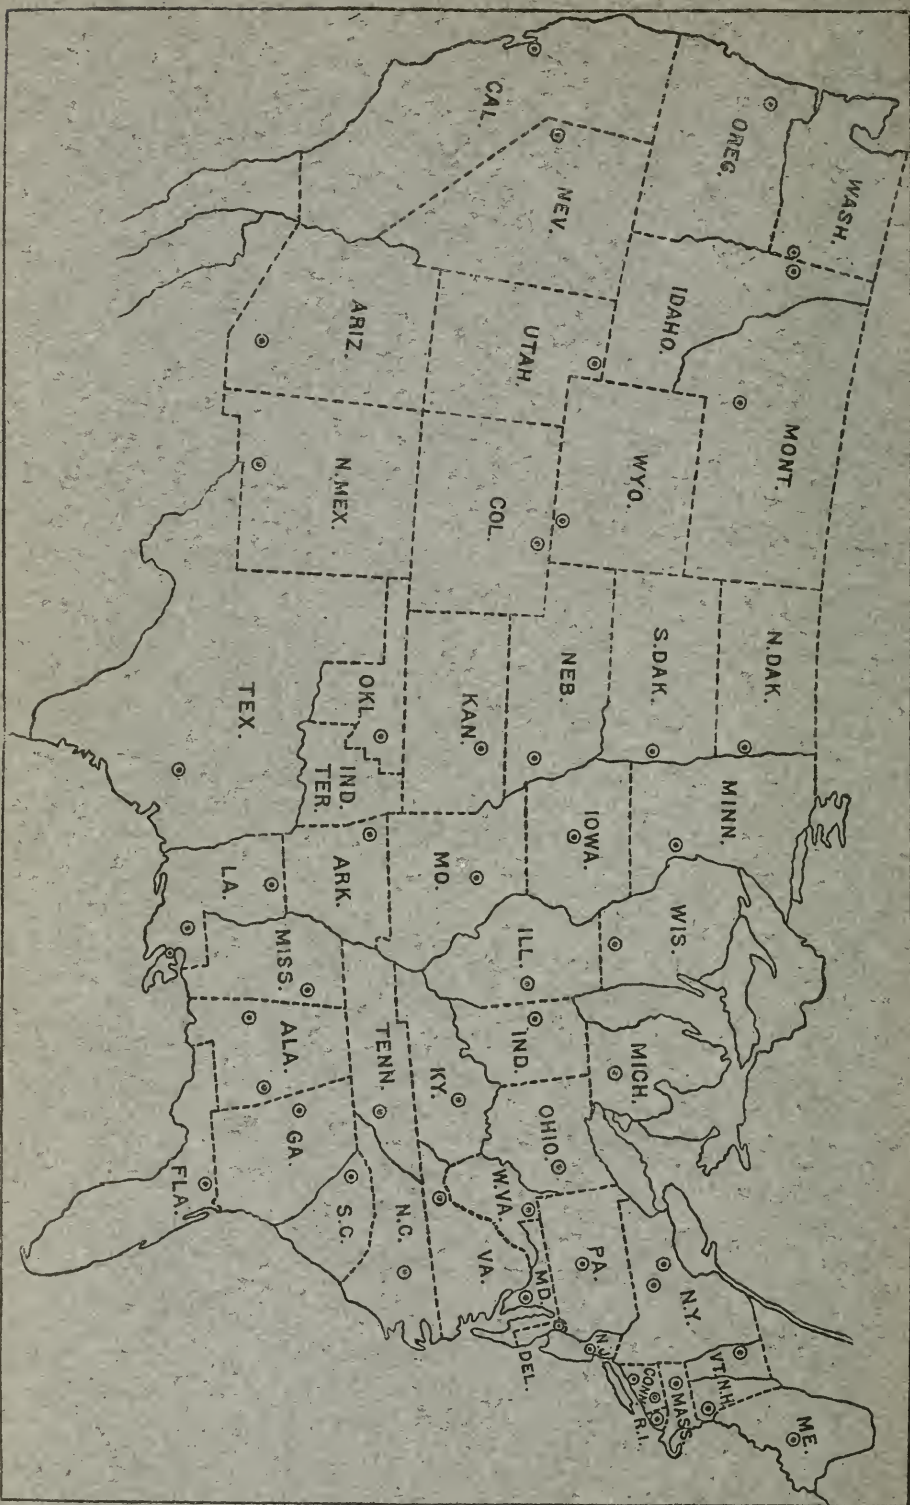 WASH.
OREG.
CAL.
NEV.
IDAHO.
MONT.
WYO.
UTAH.
ARIZ.
COL.
N.MEX.
N.DAK.
S.DAK.
NEB.
KAN.
OKL.
IND.
TER.
TEX.
MINN.
IOWA.
MO.
ARK.
LA.
WIS.
ILL.
MICH.
IND.
OHIO.
KY.
TENN.
MISS.
ALA.
GA.
FLA.
S.C.
N.C.
VA.
W.VA.
MD.
DEL.
PA.
N.J.
N.Y.
VT.
N.H.
MASS.
CONN.
R.I.
ME.